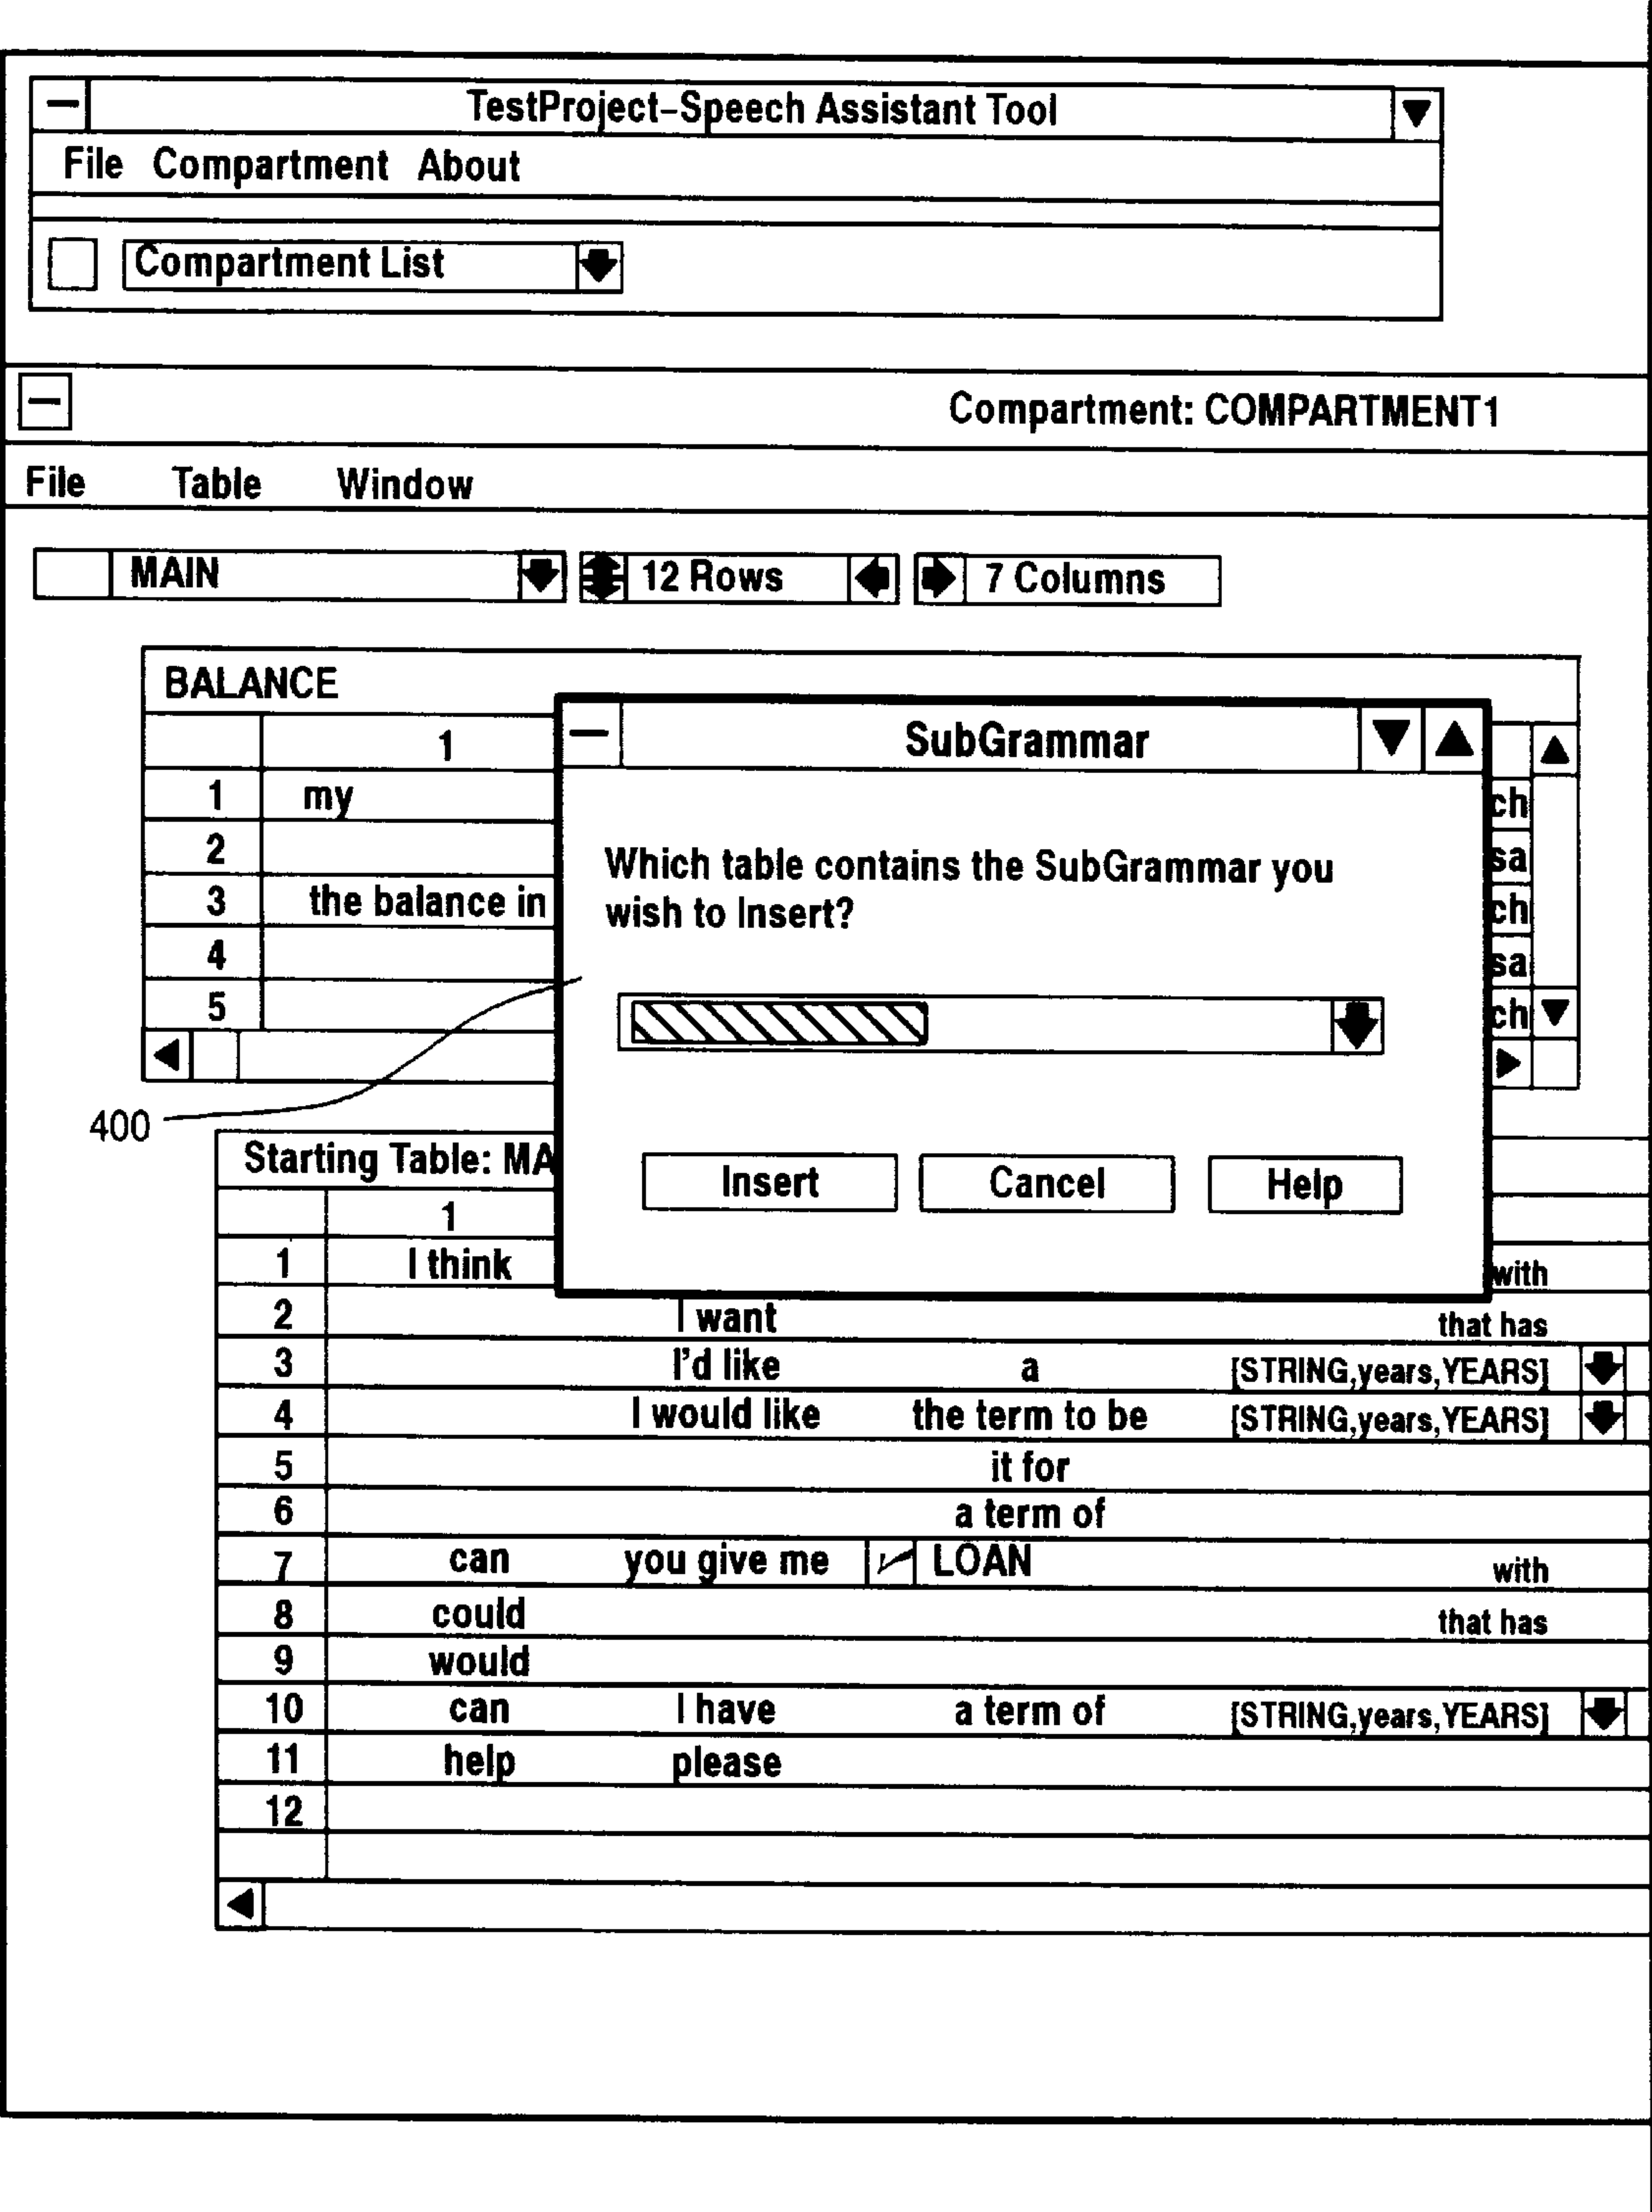 TestProject-Speech Assistant Tool
File Compartment About
Compartment List
Compartment: COMPARTMENT1
File Table Window
MAIN 12 Rows 7 Columns
BALANCE
1
SubGrammar
1 my ch
2 sa
Which table contains the SubGrammar you
wish to Insert?
3 the balance in ch
4 sa
5 ch
400
Starting Table: MA
Insert Cancel Help
1
1 I think with
2 I want that has
3 I'd like a [STRING,years,YEARS]
4 I would like the term to be [STRING,years,YEARS]
5 it for
6 a term of
7 can you give me LOAN with
8 could that has
9 would
10 can I have a term of [STRING,years,YEARS]
11 help please
12